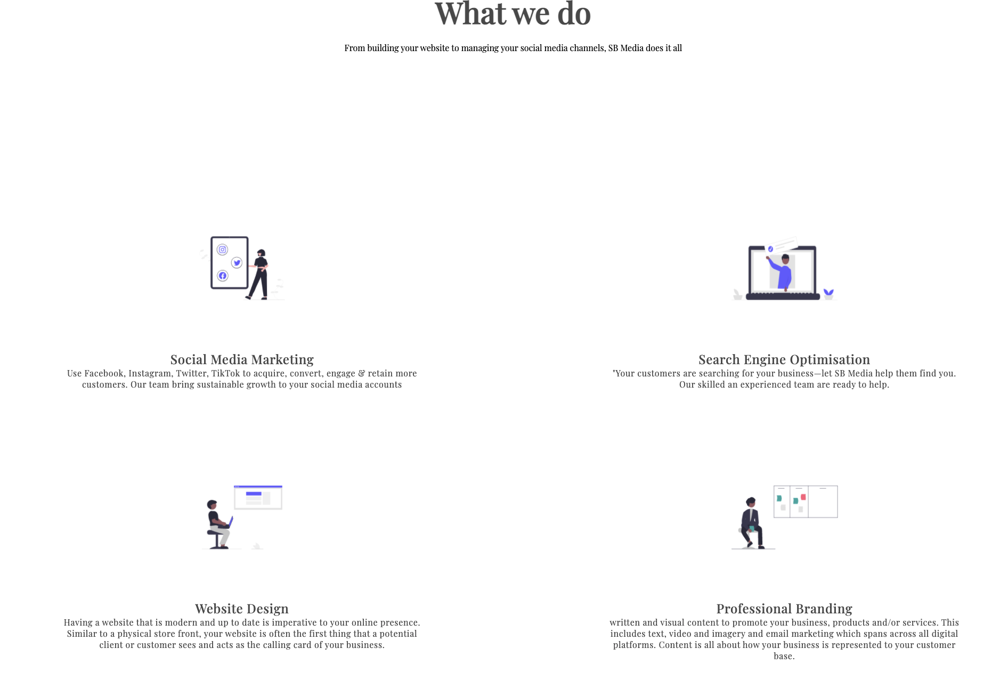 What we do
From building your website to managing your social media channels, SB Media does it all
Social Media Marketing
Use Facebook, Instagram, Twitter, TikTok to acquire, convert, engage & retain more
customers. Our team bring sustainable growth to your social media accounts
Search Engine Optimisation
"Your customers are searching for your business—let SB Media help them find you.
Our skilled an experienced team are ready to help.
Website Design
Having a website that is modern and up to date is imperative to your online presence.
Similar to a physical store front, your website is often the first thing that a potential
client or customer sees and acts as the calling card of your business.
Professional Branding
written and visual content to promote your business, products and/or services. This
includes text, video and imagery and email marketing which spans across all digital
platforms. Content is all about how your business is represented to your customer
base.